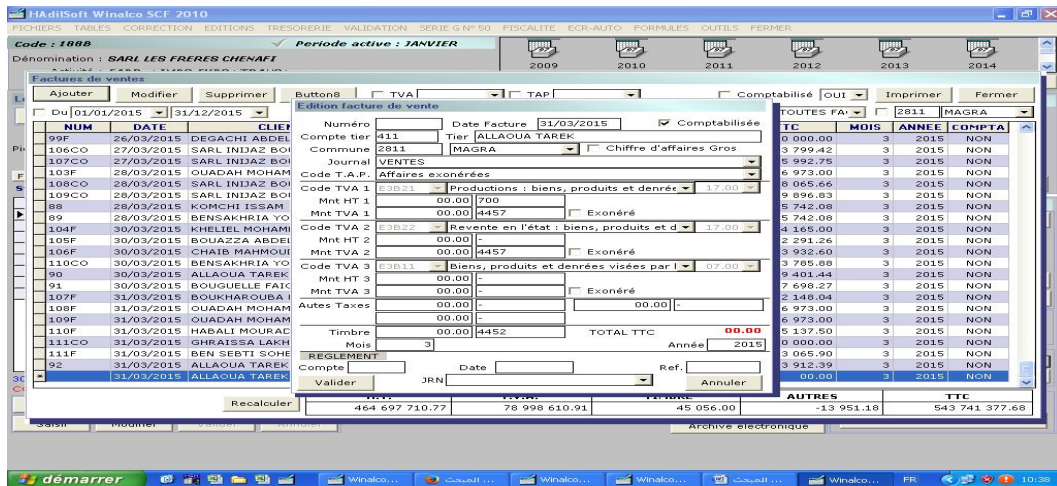 HAdilSoft Winalco SCF 2010
FICHIERS TABLES CORRECTION EDITIONS TRESORERIE VALIDATION SERIE G N° 50 FISCALITE ECR-AUTO FORMULES OUTILS FERMER
Code : 188B
Periode active : JANVIER
Dénomination : SARL LES FRERES CHENAFI
2009 2010 2011 2012 2013 2014
Factures de ventes
Ajouter Modifier Supprimer Button8 TVA TAP Comptabilisé OUI Imprimer Fermer
Du 01/01/2015 31/12/2015 TOUTES FA 2811 MAGRA
NUM DATE CLIEN TC MOIS ANNEE COMPTA
99F 26/03/2015 DEGACHI ABDEL 0 000.00 3 2015 NON
106CO 27/03/2015 SARL INIJAZ BOI 3 799.42 3 2015 NON
107CO 27/03/2015 SARL INIJAZ BOI 5 992.75 3 2015 NON
103F 28/03/2015 OUADAH MOHAM 6 973.00 3 2015 NON
108CO 28/03/2015 SARL INIJAZ BOI 8 065.66 3 2015 NON
109CO 28/03/2015 SARL INIJAZ BOI 9 896.83 3 2015 NON
88 28/03/2015 KOMCHI ISSAM 5 742.08 3 2015 NON
89 28/03/2015 BENSAKHRIA YO 5 742.08 3 2015 NON
104F 30/03/2015 KHELIEL MOHAMI 4 165.00 3 2015 NON
105F 30/03/2015 BOUAZZA ABDEL 2 291.26 3 2015 NON
106F 30/03/2015 CHAIB MAHMOUI 3 932.60 3 2015 NON
110CO 30/03/2015 BENSAKHRIA YO 3 785.88 3 2015 NON
90 30/03/2015 ALLAOUA TAREK 9 401.44 3 2015 NON
91 30/03/2015 BOUGUELLE FAIC 7 698.27 3 2015 NON
107F 31/03/2015 BOUKHAROUBA I 2 148.04 3 2015 NON
108F 31/03/2015 OUADAH MOHAM 6 973.00 3 2015 NON
109F 31/03/2015 OUADAH MOHAM 6 973.00 3 2015 NON
110F 31/03/2015 HABALI MOURAD 5 137.50 3 2015 NON
111CO 31/03/2015 GHRAISSA LAKH 0 000.00 3 2015 NON
111F 31/03/2015 BEN SEBTI SOHE 3 065.90 3 2015 NON
92 31/03/2015 ALLAOUA TAREK 3 912.39 3 2015 NON
31/03/2015 ALLAOUA TAREK 00.00 3 2015 NON
Edition facture de vente
Numéro Date Facture 31/03/2015 Comptabilisée
Compte tier 411 Tier ALLAOUA TAREK
Commune 2811 MAGRA Chiffre d'affaires Gros
Journal VENTES
Code T.A.P. Affaires exonérées
Code TVA 1 E3B21 Productions : biens, produits et denrée 17.00
Mnt HT 1 00.00 700
Mnt TVA 1 00.00 4457 Exonéré
Code TVA 2 E3B22 Revente en l'état : biens, produits et d 17.00
Mnt HT 2 00.00 -
Mnt TVA 2 00.00 4457 Exonéré
Code TVA 3 E3B11 Biens, produits et denrées visées par l 07.00
Mnt HT 3 00.00 -
Mnt TVA 3 00.00 - Exonéré
Autes Taxes 00.00 - 00.00 -
00.00 -
Timbre 00.00 4452 TOTAL TTC 00.00
Mois 3 Année 2015
REGLEMENT
Compte Date Ref.
Valider JRN Annuler
Recalculer
AUTRES TTC
464 697 710.77 78 998 610.91 45 056.00 -13 951.18 543 741 377.68
Saisir Modifier Valider Annuler Archive électronique
démarrer Winalco... المبحث ... Winalco... Winalco... المبحث ... Winalco... FR 10:38